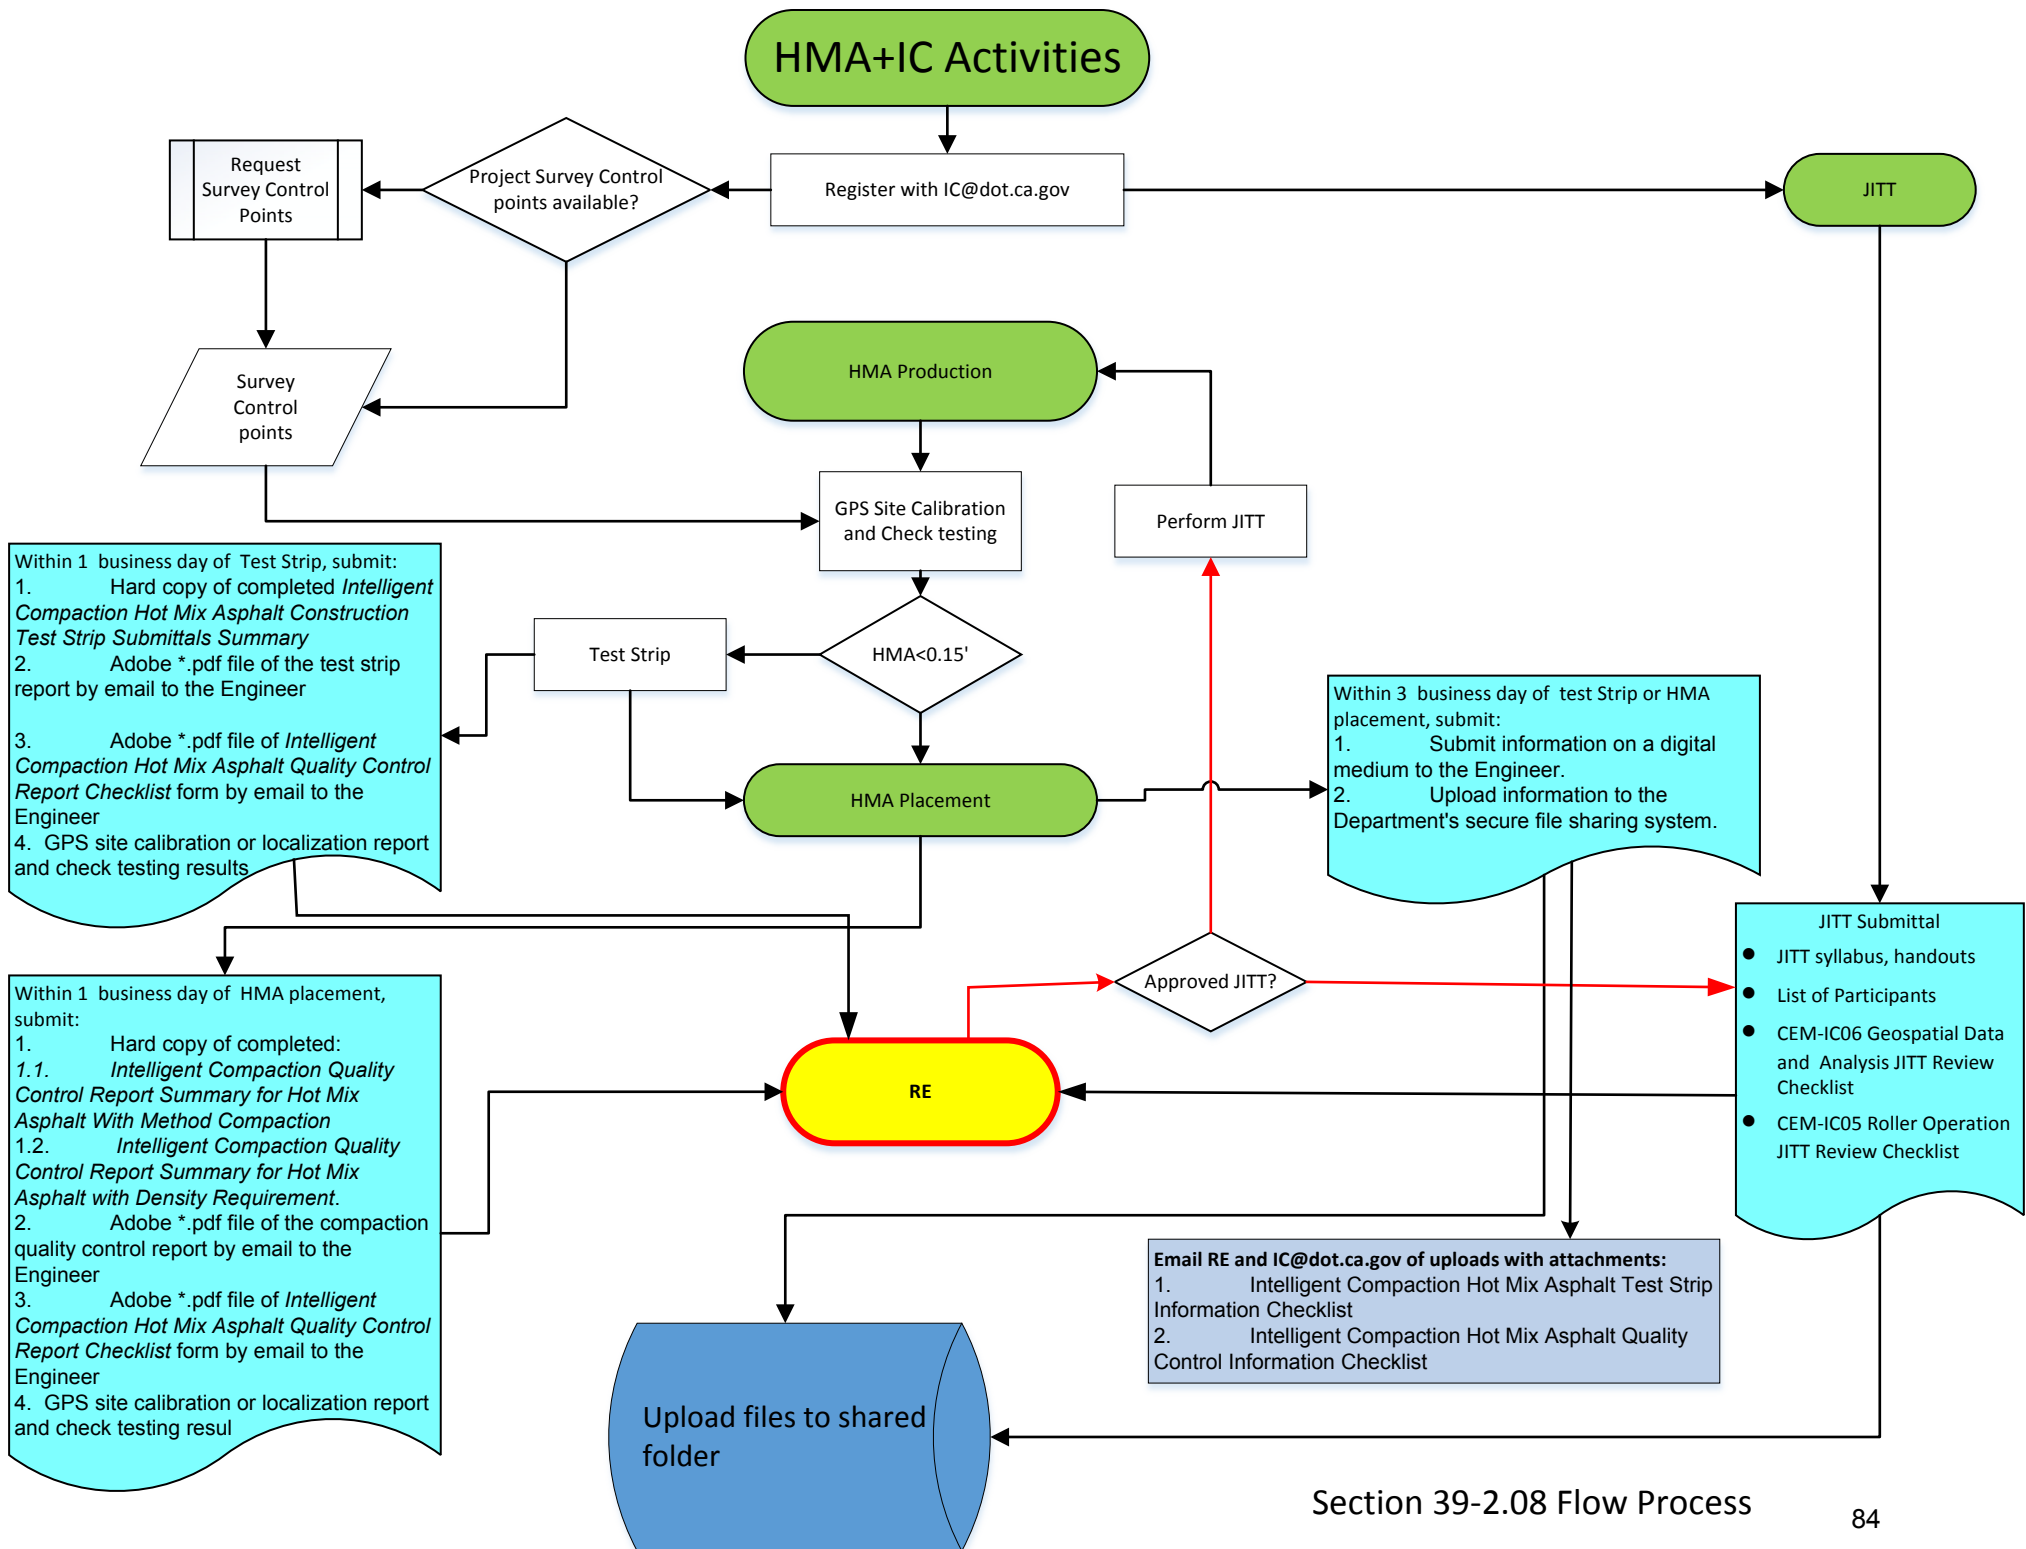 HMA+IC Activities
Request
Survey Control
Points
Project Survey Control
points available?
Register with IC@dot.ca.gov
JITT
Survey
Control
points
HMA Production
GPS Site Calibration
and Check testing
Perform JITT
Within 1 business day of Test Strip, submit:
1. Hard copy of completed Intelligent
Compaction Hot Mix Asphalt Construction
Test Strip Submittals Summary
2. Adobe *.pdf file of the test strip
report by email to the Engineer
3. Adobe *.pdf file of Intelligent
Compaction Hot Mix Asphalt Quality Control
Report Checklist form by email to the
Engineer
4. GPS site calibration or localization report
and check testing results
Test Strip
HMA<0.15'
HMA Placement
Within 3 business day of test Strip or HMA
placement, submit:
1. Submit information on a digital
medium to the Engineer.
2. Upload information to the
Department's secure file sharing system.
JITT Submittal
● JITT syllabus, handouts
● List of Participants
● CEM-IC06 Geospatial Data
and Analysis JITT Review
Checklist
● CEM-IC05 Roller Operation
JITT Review Checklist
Approved JITT?
Within 1 business day of HMA placement,
submit:
1. Hard copy of completed:
1.1. Intelligent Compaction Quality
Control Report Summary for Hot Mix
Asphalt With Method Compaction
1.2. Intelligent Compaction Quality
Control Report Summary for Hot Mix
Asphalt with Density Requirement.
2. Adobe *.pdf file of the compaction
quality control report by email to the
Engineer
3. Adobe *.pdf file of Intelligent
Compaction Hot Mix Asphalt Quality Control
Report Checklist form by email to the
Engineer
4. GPS site calibration or localization report
and check testing resul
RE
Email RE and IC@dot.ca.gov of uploads with attachments:
1. Intelligent Compaction Hot Mix Asphalt Test Strip
Information Checklist
2. Intelligent Compaction Hot Mix Asphalt Quality
Control Information Checklist
Upload files to shared
folder
Section 39-2.08 Flow Process
84